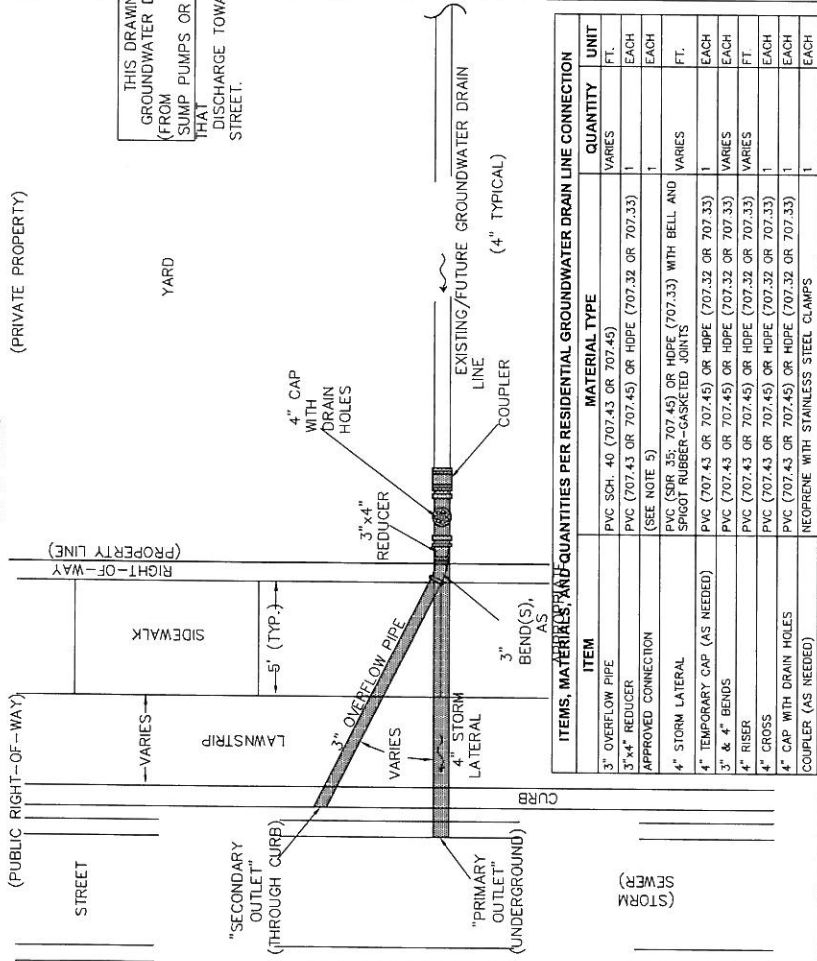 (PRIVATE PROPERTY)
THIS DRAWIN
GROUNDWATER D
(FROM
SUMP PUMPS OR
THAT
DISCHARGE TOWA
STREET.
YARD
4" CAP
WITH
DRAIN
HOLES
3"x4"
REDUCER
EXISTING/FUTURE GROUNDWATER DRAIN
LINE
(4" TYPICAL)
COUPLER
RIGHT-OF-WAY
(PROPERTY LINE)
SIDEWALK
5' (TYP.)
3"
BEND(S),
AS
APPROPRIATE
(PUBLIC RIGHT-OF-WAY)
VARIES
LAWNSTRIP
3" OVERFLOW PIPE
VARIES
4" STORM
LATERAL
CURB
STREET
"SECONDARY
OUTLET"
(THROUGH CURB)
"PRIMARY
OUTLET"
(UNDERGROUND)
(STORM
SEWER)
ITEMS, MATERIALS, AND QUANTITIES PER RESIDENTIAL GROUNDWATER DRAIN LINE CONNECTION
ITEM MATERIAL TYPE QUANTITY UNIT
3" OVERFLOW PIPE PVC SCH. 40 (707.43 OR 707.45) VARIES FT.
3"x4" REDUCER PVC (707.43 OR 707.45) OR HDPE (707.32 OR 707.33) 1 EACH
APPROVED CONNECTION (SEE NOTE 5) 1 EACH
4" STORM LATERAL PVC (SDR 35; 707.45) OR HDPE (707.33) WITH BELL AND VARIES FT.
SPIGOT RUBBER-GASKETED JOINTS
4" TEMPORARY CAP (AS NEEDED) PVC (707.43 OR 707.45) OR HDPE (707.32 OR 707.33) 1 EACH
3" & 4" BENDS PVC (707.43 OR 707.45) OR HDPE (707.32 OR 707.33) VARIES EACH
4" RISER PVC (707.43 OR 707.45) OR HDPE (707.32 OR 707.33) VARIES FT.
4" CROSS PVC (707.43 OR 707.45) OR HDPE (707.32 OR 707.33) 1 EACH
4" CAP WITH DRAIN HOLES PVC (707.43 OR 707.45) OR HDPE (707.32 OR 707.33) 1 EACH
COUPLER (AS NEEDED) NEOPRENE WITH STAINLESS STEEL CLAMPS 1 EACH